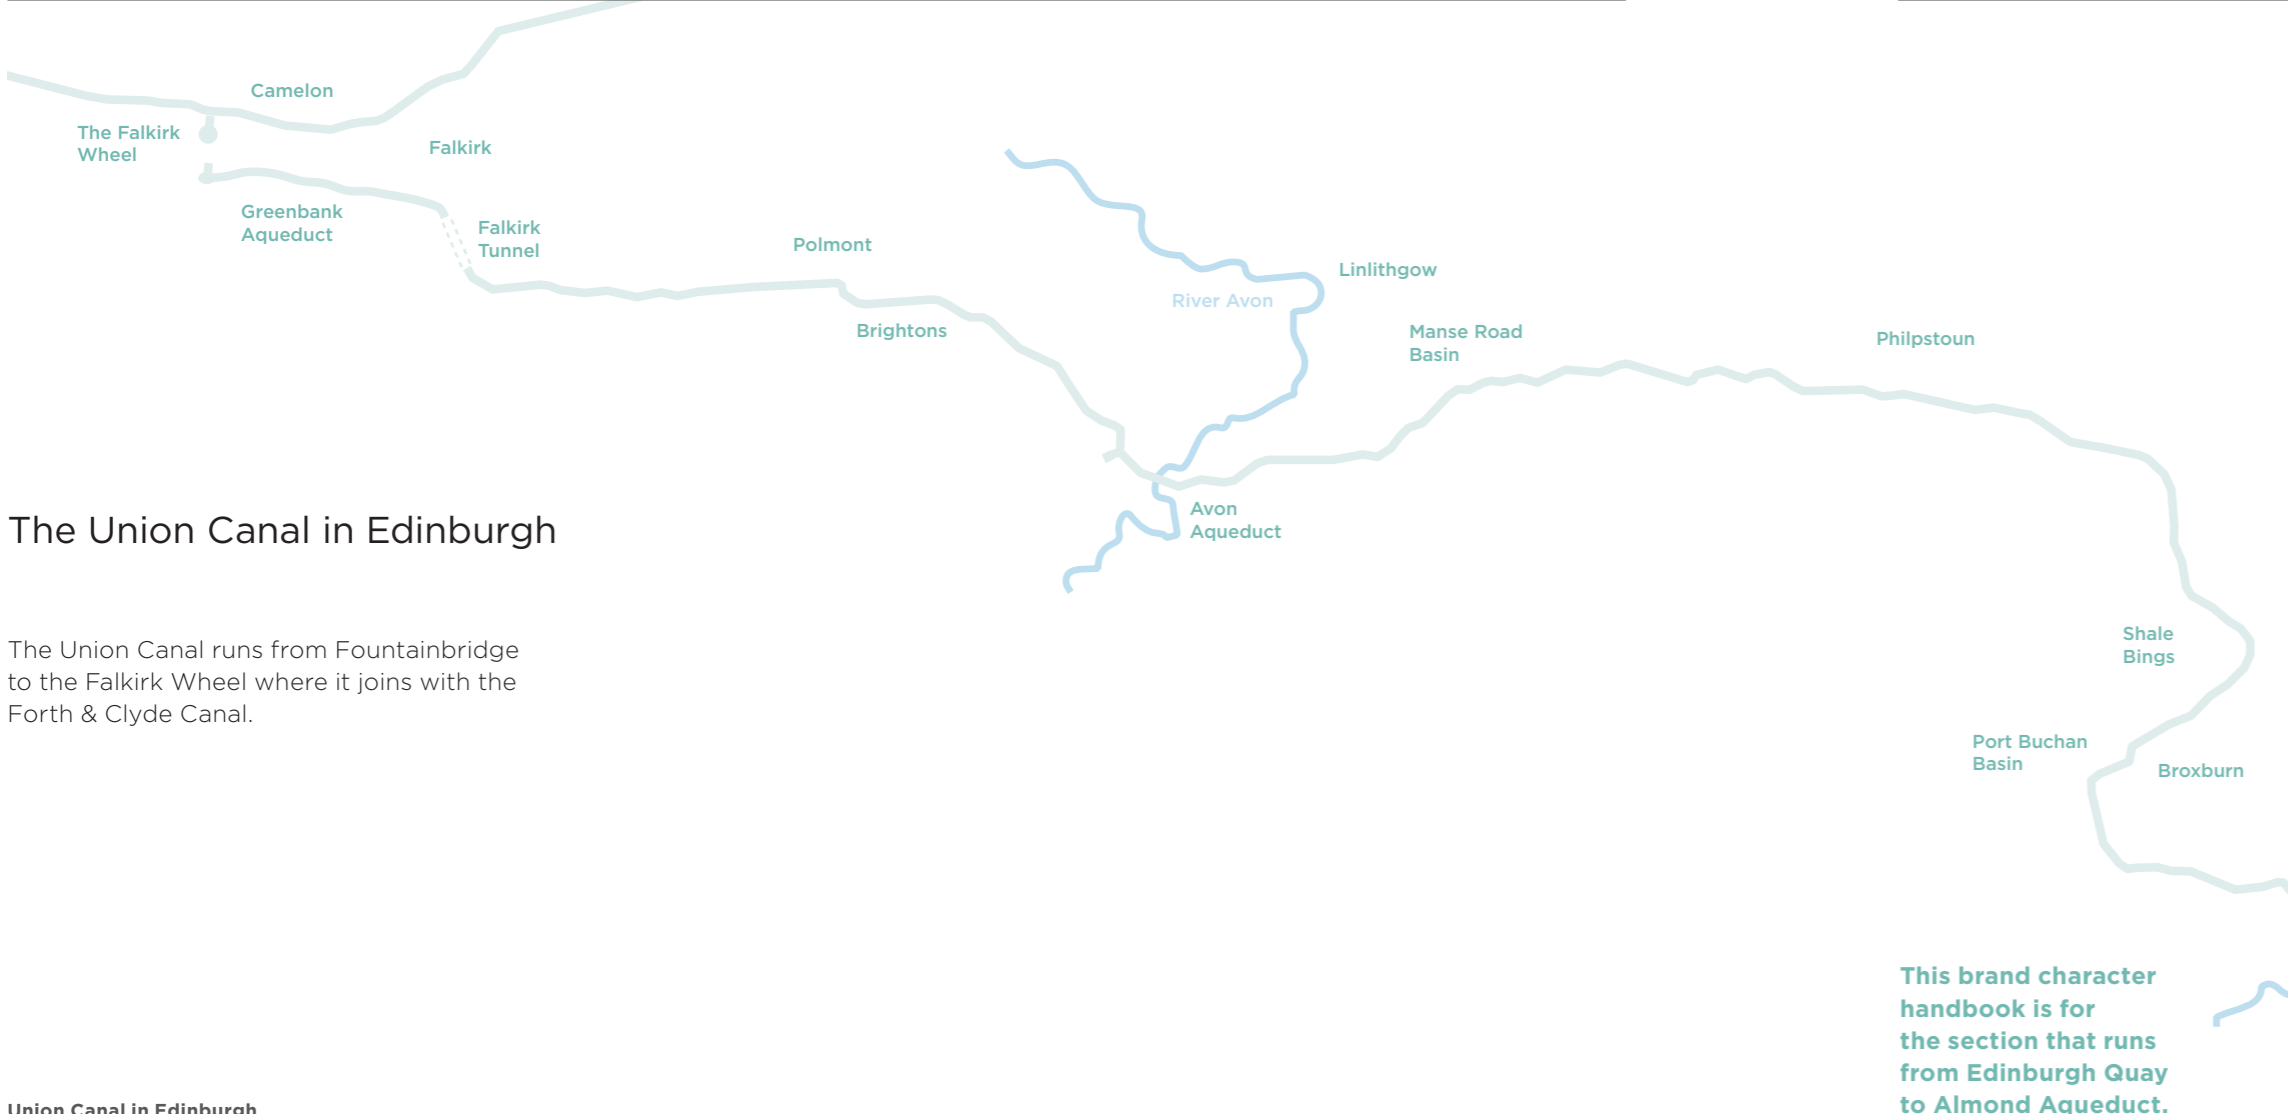 Camelon
The Falkirk
Wheel
Falkirk
Greenbank
Aqueduct
Falkirk
Tunnel
Polmont
Brightons
River Avon
Linlithgow
Manse Road
Basin
Philpstoun
Avon
Aqueduct
The Union Canal in Edinburgh
The Union Canal runs from Fountainbridge
to the Falkirk Wheel where it joins with the
Forth & Clyde Canal.
Shale
Bings
Port Buchan
Basin
Broxburn
This brand character
handbook is for
the section that runs
from Edinburgh Quay
to Almond Aqueduct.
Union Canal in Edinburgh